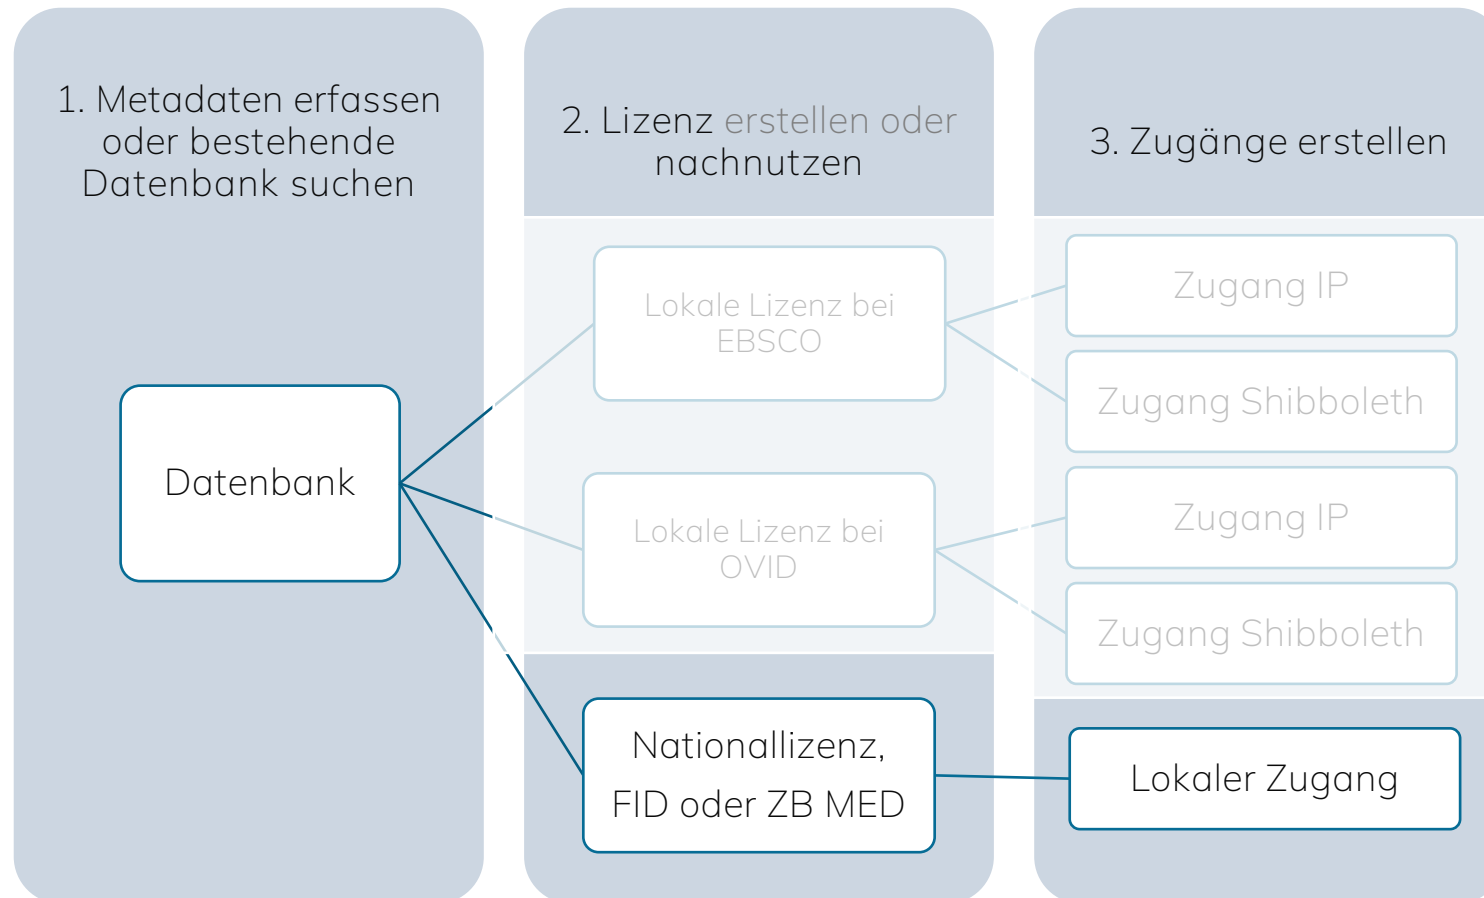 1. Metadaten erfassen
oder bestehende
Datenbank suchen
Datenbank
2. Lizenz erstellen oder
nachnutzen
Lokale Lizenz bei
EBSCO
Lokale Lizenz bei
OVID
Nationallizenz,
FID oder ZB MED
3. Zugänge erstellen
Zugang IP
Zugang Shibboleth
Zugang IP
Zugang Shibboleth
Lokaler Zugang